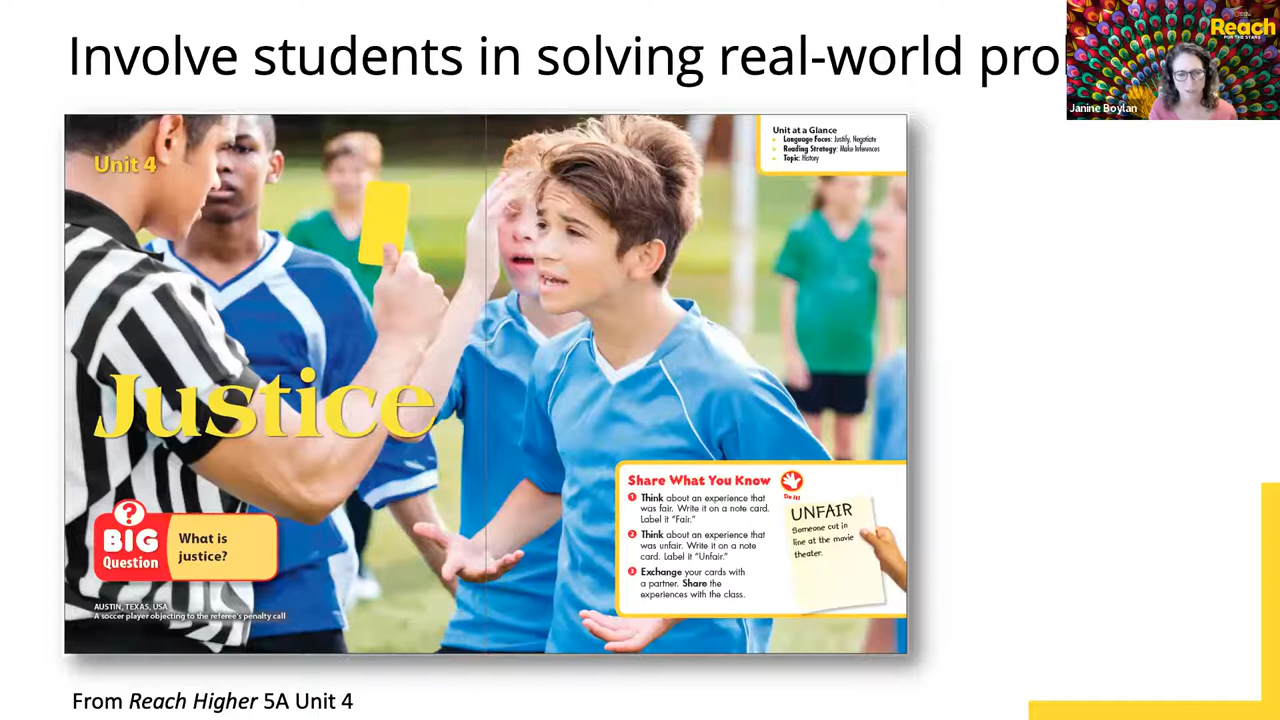 Involve students in solving real-world pro
Reach
FOR THE STARS
Janine Boylan
Unit at a Glance
Language Focus: Justify, Negotiate
Reading Strategy: Make Inferences
Topic: History
Unit 4
Justice
?
BIG
Question
What is
justice?
AUSTIN, TEXAS, USA
A soccer player objecting to the referee's penalty call
Share What You Know
Do It!
1 Think about an experience that
was fair. Write it on a note card.
Label it "Fair."
2 Think about an experience that
was unfair. Write it on a note
card. Label it "Unfair."
3 Exchange your cards with
a partner. Share the
experiences with the class.
UNFAIR
Someone cut in
line at the movie
theater.
From Reach Higher 5A Unit 4